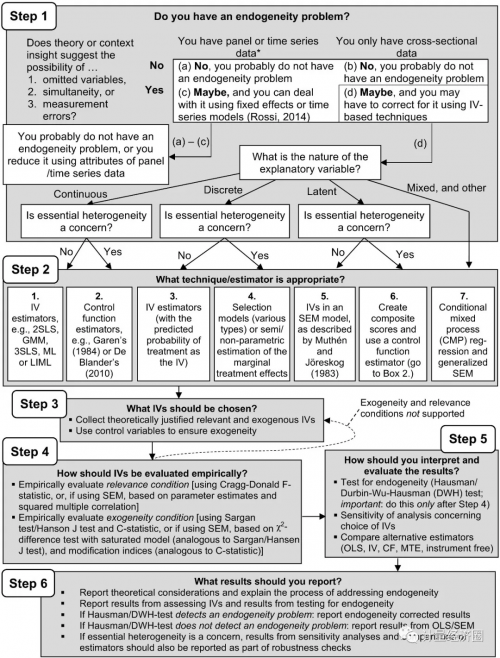 Step 1
Do you have an endogeneity problem?
Does theory or context
insight suggest the
possibility of …
1. omitted variables,
2. simultaneity, or
3. measurement
errors?
No
Yes
You have panel or time series
data*
(a) No, you probably do not have
an endogeneity problem
(c) Maybe, and you can deal
with it using fixed effects or time
series models (Rossi, 2014)
You only have cross-sectional
data
(b) No, you probably do not
have an endogeneity problem
(d) Maybe, and you may
have to correct for it using IV-
based techniques
You probably do not have an
endogeneity problem, or you
reduce it using attributes of panel
/time series data
(a) – (c)
(d)
What is the nature of the
explanatory variable?
Continuous
Discrete
Latent
Mixed, and other
Is essential heterogeneity
a concern?
Is essential heterogeneity
a concern?
Is essential heterogeneity
a concern?
No
Yes
No
Yes
No
Yes
Step 2
What technique/estimator is appropriate?
1.
IV
estimators,
e.g., 2SLS,
GMM,
3SLS, ML
or LIML
2.
Control
function
estimators,
e.g., Garen's
(1984) or De
Blander's
(2010)
3.
IV estimators
(with the
predicted
probability of
treatment as
the IV)
4.
Selection
models (various
types) or semi/
non-parametric
estimation of the
marginal
treatment effects
5.
IVs in an
SEM model,
as described
by Muthén
and
Jöreskog
(1983)
6.
Create
composite
scores and
use a
control function
estimator (go
to Box 2.)
7.
Conditional
mixed
process
(CMP) reg-
ression and
generalized
SEM
Step 3
What IVs should be chosen?
▪ Collect theoretically justified relevant and exogenous IVs
▪ Use control variables to ensure exogeneity
Exogeneity and relevance
conditions not supported
Step 4
How should IVs be evaluated empirically?
▪ Empirically evaluate relevance condition [using Cragg-Donald F-
statistic, or, if using SEM, based on parameter estimates and
squared multiple correlation]
▪ Empirically evaluate exogeneity condition [using Sargan
test/Hanson J test and C-statistic, or if using SEM, based on χ²-
difference test with saturated model (analogous to Sargan/Hansen
J test), and modification indices (analogous to C-statistic)]
Step 5
How should you interpret and
evaluate the results?
▪ Test for endogeneity (Hausman/
Durbin-Wu-Hausman (DWH) test;
important: do this only after Step 4)
▪ Sensitivity of analysis concerning
choice of IVs
▪ Compare alternative estimators
(OLS, IV, CF, MTE, instrument free)
Step 6
What results should you report?
▪ Report theoretical considerations and explain the process of addressing endogeneity
▪ Report results from assessing IVs and results from testing for endogeneity
▪ If Hausman/DWH-test detects an endogeneity problem: report endogeneity corrected results
▪ If Hausman/DWH-test does not detect an endogeneity problem: report results from OLS/SEM
▪ If essential heterogeneity is a concern, results from sensitivity analyses and
estimators should also be reported as part of robustness checks